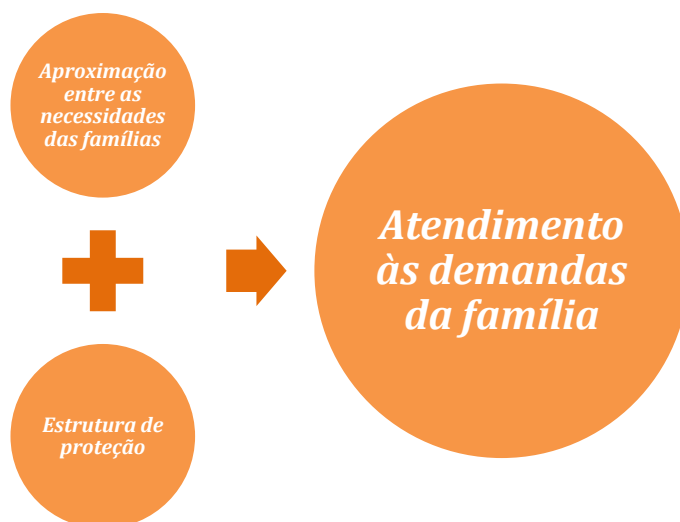 Aproximação
entre as
necessidades
das famílias
Estrutura de
proteção
Atendimento
às demandas
da família